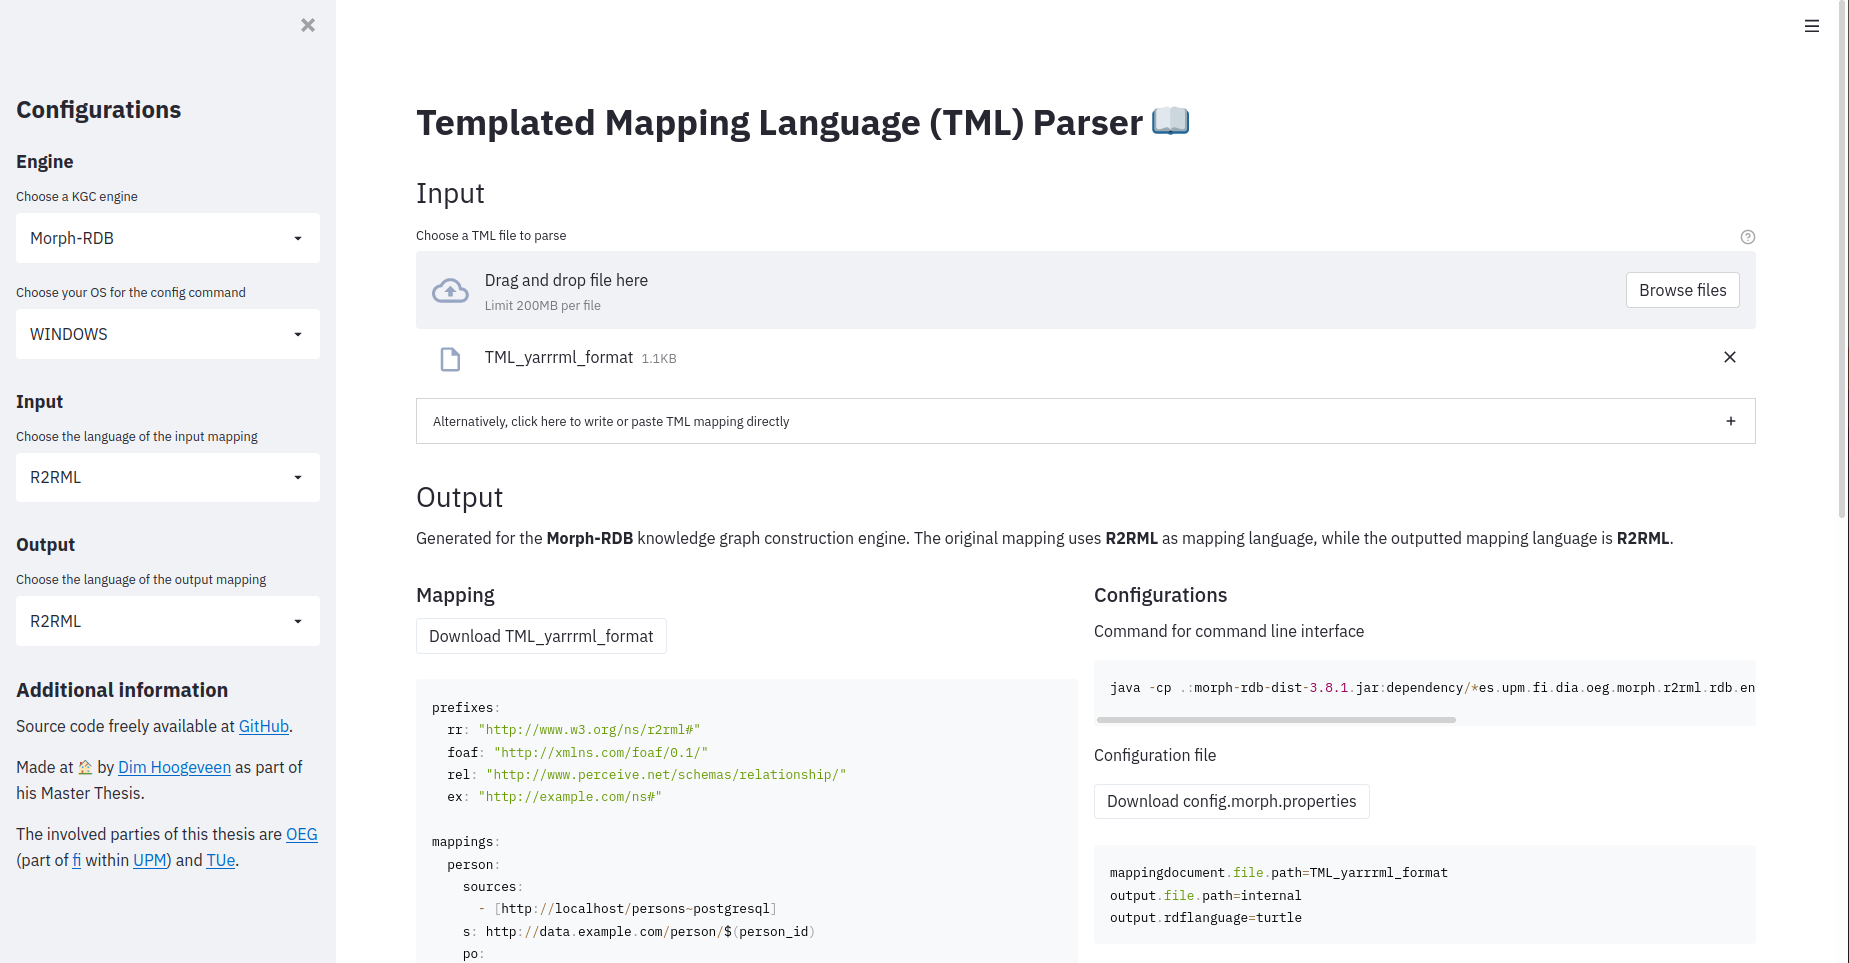 Configurations
Engine
Choose a KGC engine
Morph-RDB
Choose your OS for the config command
WINDOWS
Input
Choose the language of the input mapping
R2RML
Output
Choose the language of the output mapping
R2RML
Additional information
Source code freely available at GitHub.
Made at 🏠 by Dim Hoogeveen as part of
his Master Thesis.
The involved parties of this thesis are OEG
(part of fi within UPM) and TUe.
Templated Mapping Language (TML) Parser 📖
Input
Choose a TML file to parse
Drag and drop file here
Limit 200MB per file
Browse files
TML_yarrrml_format 1.1KB
Alternatively, click here to write or paste TML mapping directly
Output
Generated for the Morph-RDB knowledge graph construction engine. The original mapping uses R2RML as mapping language, while the outputted mapping language is R2RML.
Mapping
Download TML_yarrrml_format
prefixes:
rr: "http://www.w3.org/ns/r2rml#"
foaf: "http://xmlns.com/foaf/0.1/"
rel: "http://www.perceive.net/schemas/relationship/"
ex: "http://example.com/ns#"
mappings:
person:
sources:
- [http://localhost/persons~postgresql]
s: http://data.example.com/person/$(person_id)
po:
Configurations
Command for command line interface
java -cp .:morph-rdb-dist-3.8.1.jar:dependency/*es.upm.fi.dia.oeg.morph.r2rml.rdb.en
Configuration file
Download config.morph.properties
mappingdocument.file.path=TML_yarrrml_format
output.file.path=internal
output.rdflanguage=turtle